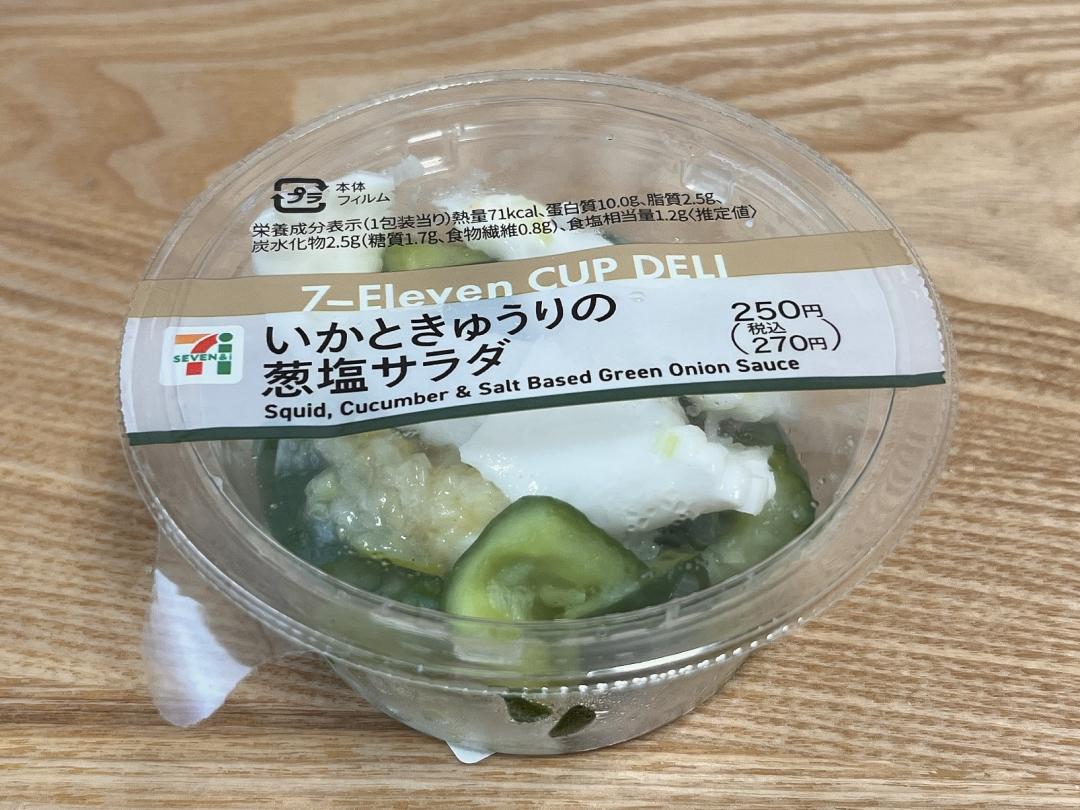 プラ
本体
フィルム
栄養成分表示(1包装当り)熱量71kcal、蛋白質10.0g、脂質2.5g、
炭水化物2.5g(糖質1.7g、食物繊維0.8g)、食塩相当量1.2g〈推定値〉
7-Eleven CUP DELI
SEVEN&i
いかときゅうりの
葱塩サラダ
250円
(税込
270円)
Squid, Cucumber & Salt Based Green Onion Sauce